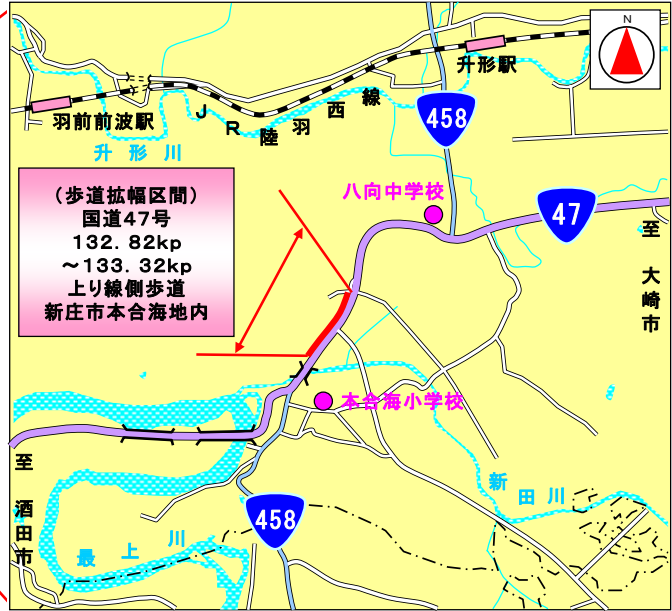 N
升形駅
羽前前波駅
JR陸羽西線
升形川
458
(歩道拡幅区間)
国道47号
132.82kp
~133.32kp
上り線側歩道
新庄市本合海地内
八向中学校
47
至大崎市
本合海小学校
至酒田市
新田川
458
最上川